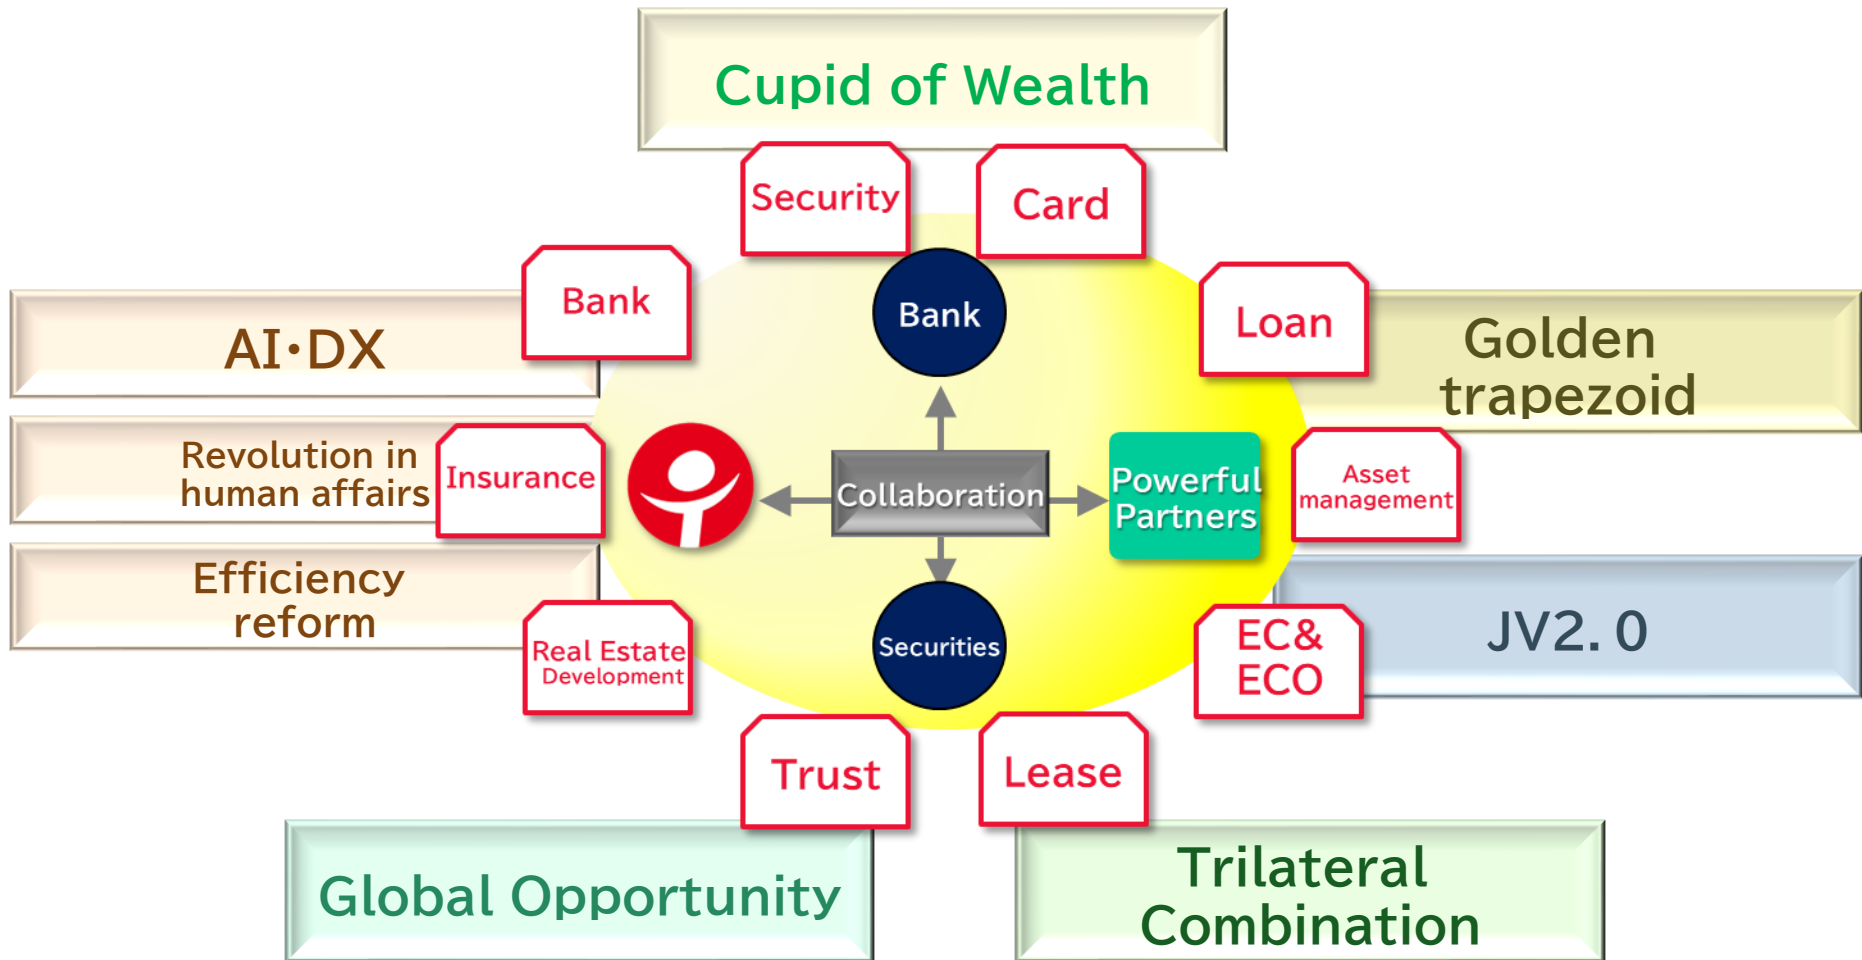 Cupid of Wealth
Security
Card
Bank
Bank
Loan
AI・DX
Golden
trapezoid
Revolution in
human affairs
Insurance
Collaboration
Powerful
Partners
Asset
management
Efficiency
reform
Real Estate
Development
Securities
EC&
ECO
JV2. 0
Trust
Lease
Global Opportunity
Trilateral
Combination